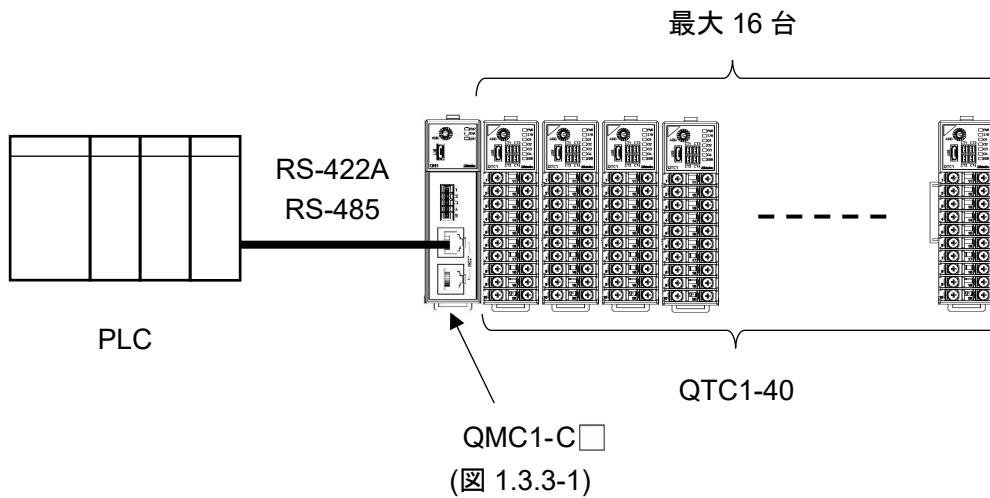 最大 16 台
RS-422A
RS-485
PLC
QTC1-40
QMC1-C□
(図 1.3.3-1)